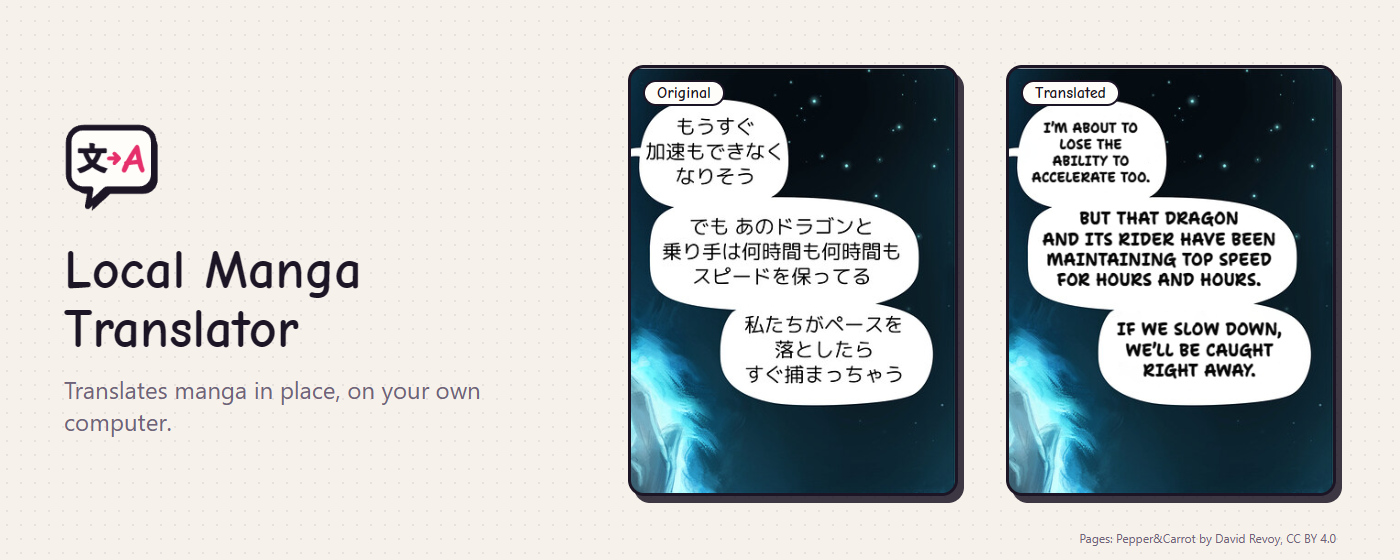 文→A
Local Manga
Translator
Translates manga in place, on your own
computer.
Original
もうすぐ
加速もできなく
なりそう
でも あのドラゴンと
乗り手は何時間も何時間も
スピードを保ってる
私たちがペースを
落としたら
すぐ捕まっちゃう
Translated
I'M ABOUT TO
LOSE THE
ABILITY TO
ACCELERATE TOO.
BUT THAT DRAGON
AND ITS RIDER HAVE BEEN
MAINTAINING TOP SPEED
FOR HOURS AND HOURS.
IF WE SLOW DOWN,
WE'LL BE CAUGHT
RIGHT AWAY.
Pages: Pepper&Carrot by David Revoy, CC BY 4.0